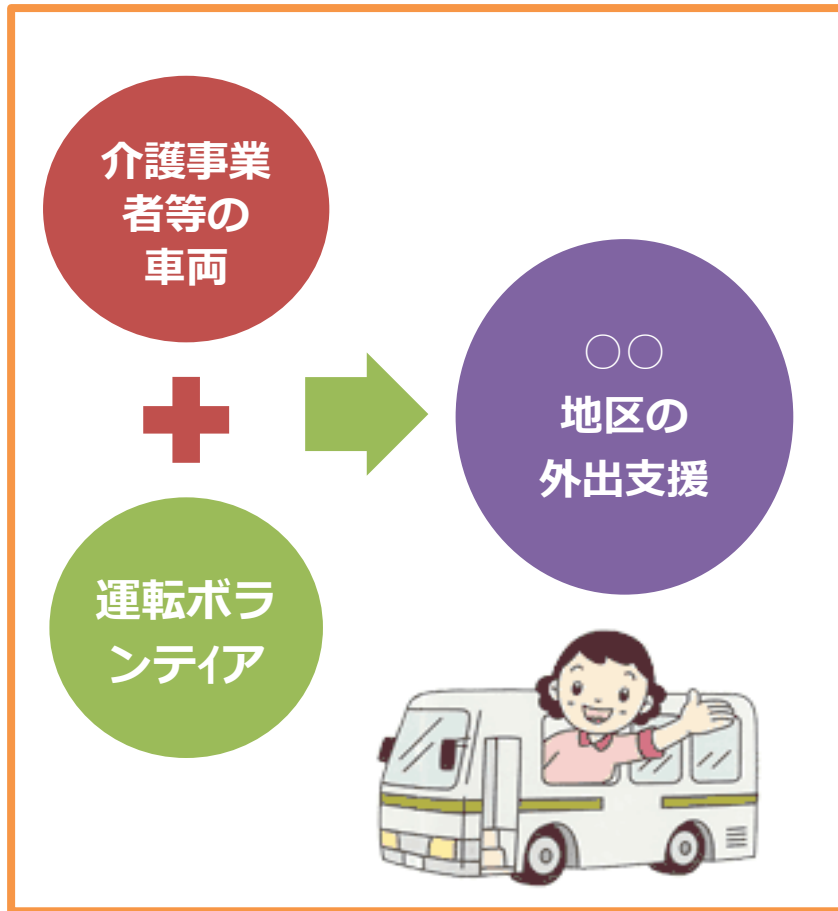 介護事業
者等の
車両
運転ボラ
ンティア
○○
地区の
外出支援